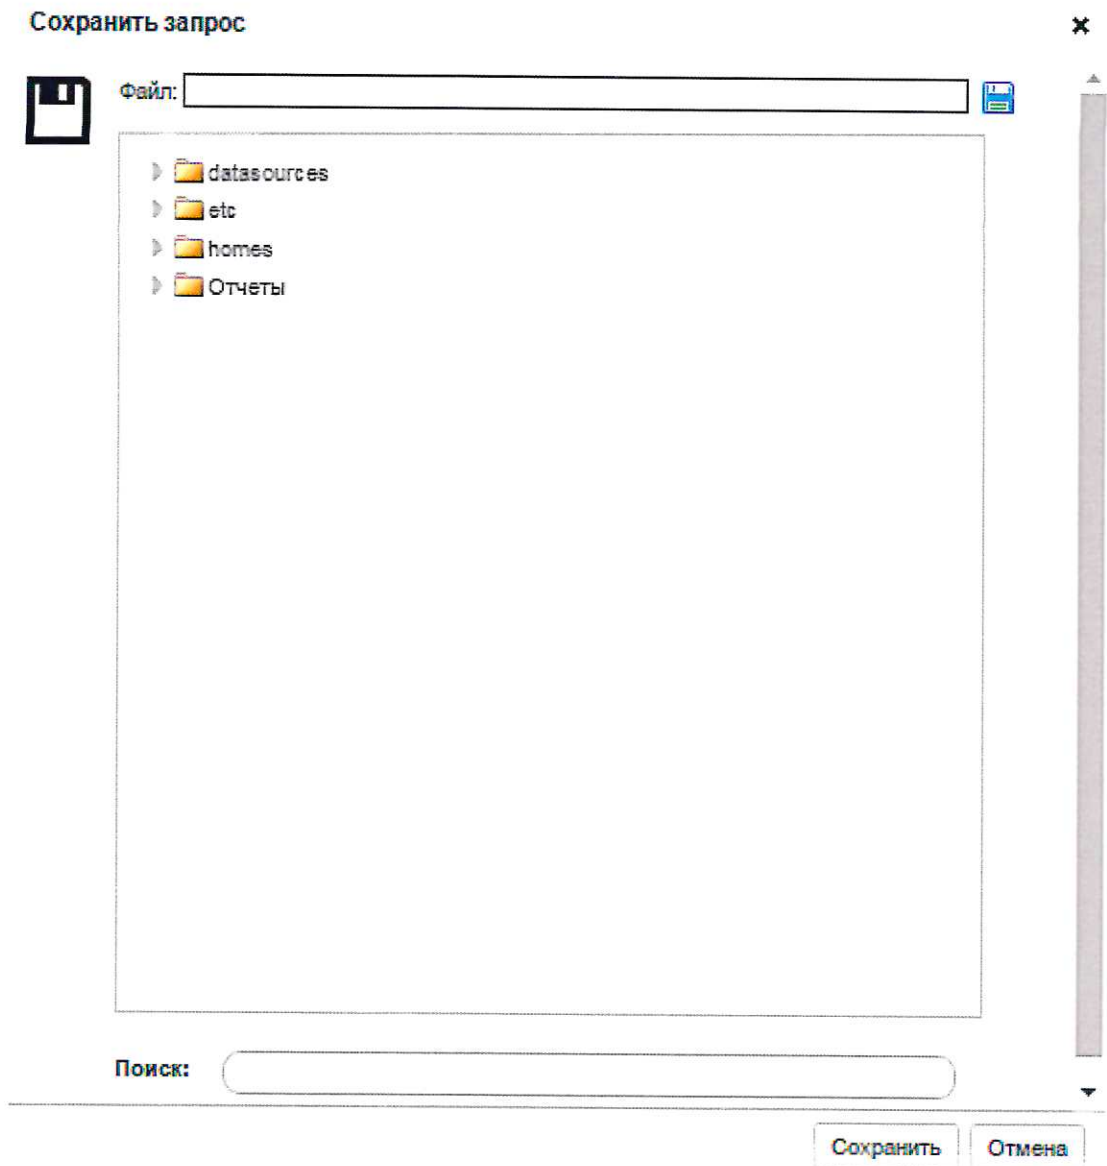 Сохранить запрос
Файл:
datasources
etc
homes
Отчеты
Поиск:
Сохранить
Отмена